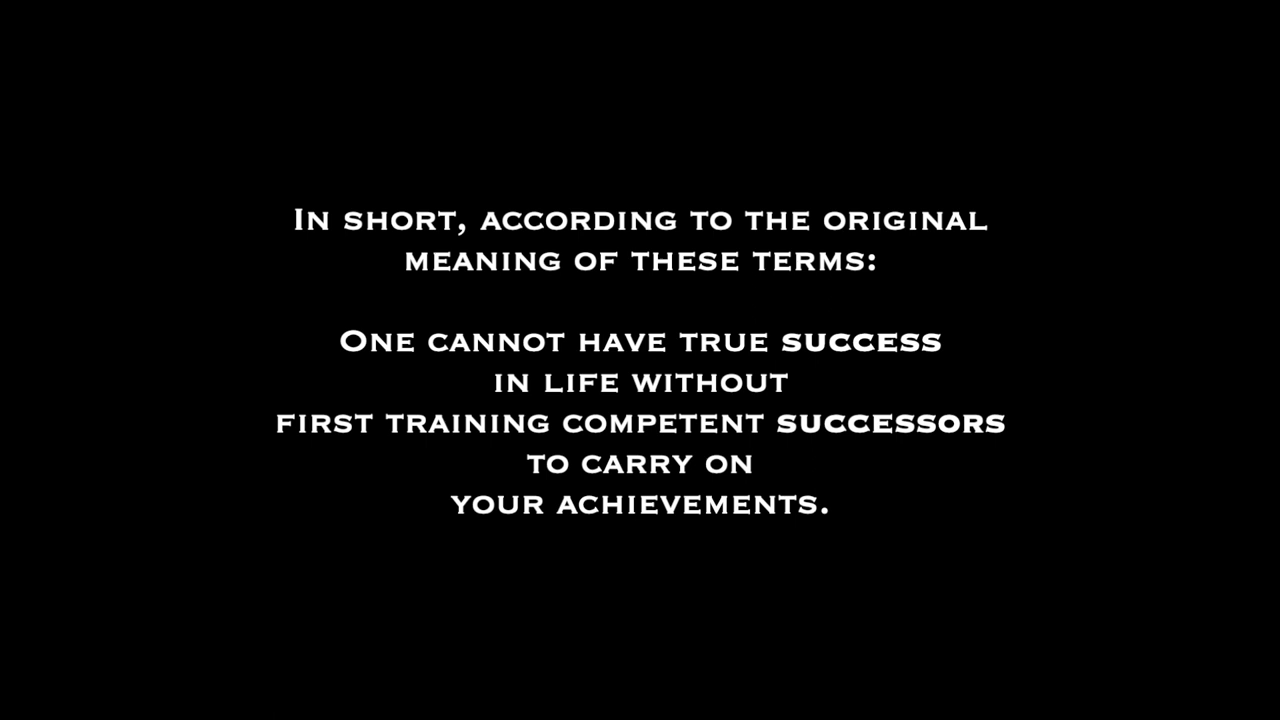 In short, according to the original
meaning of these terms:
One cannot have true success
in life without
first training competent successors
to carry on
your achievements.